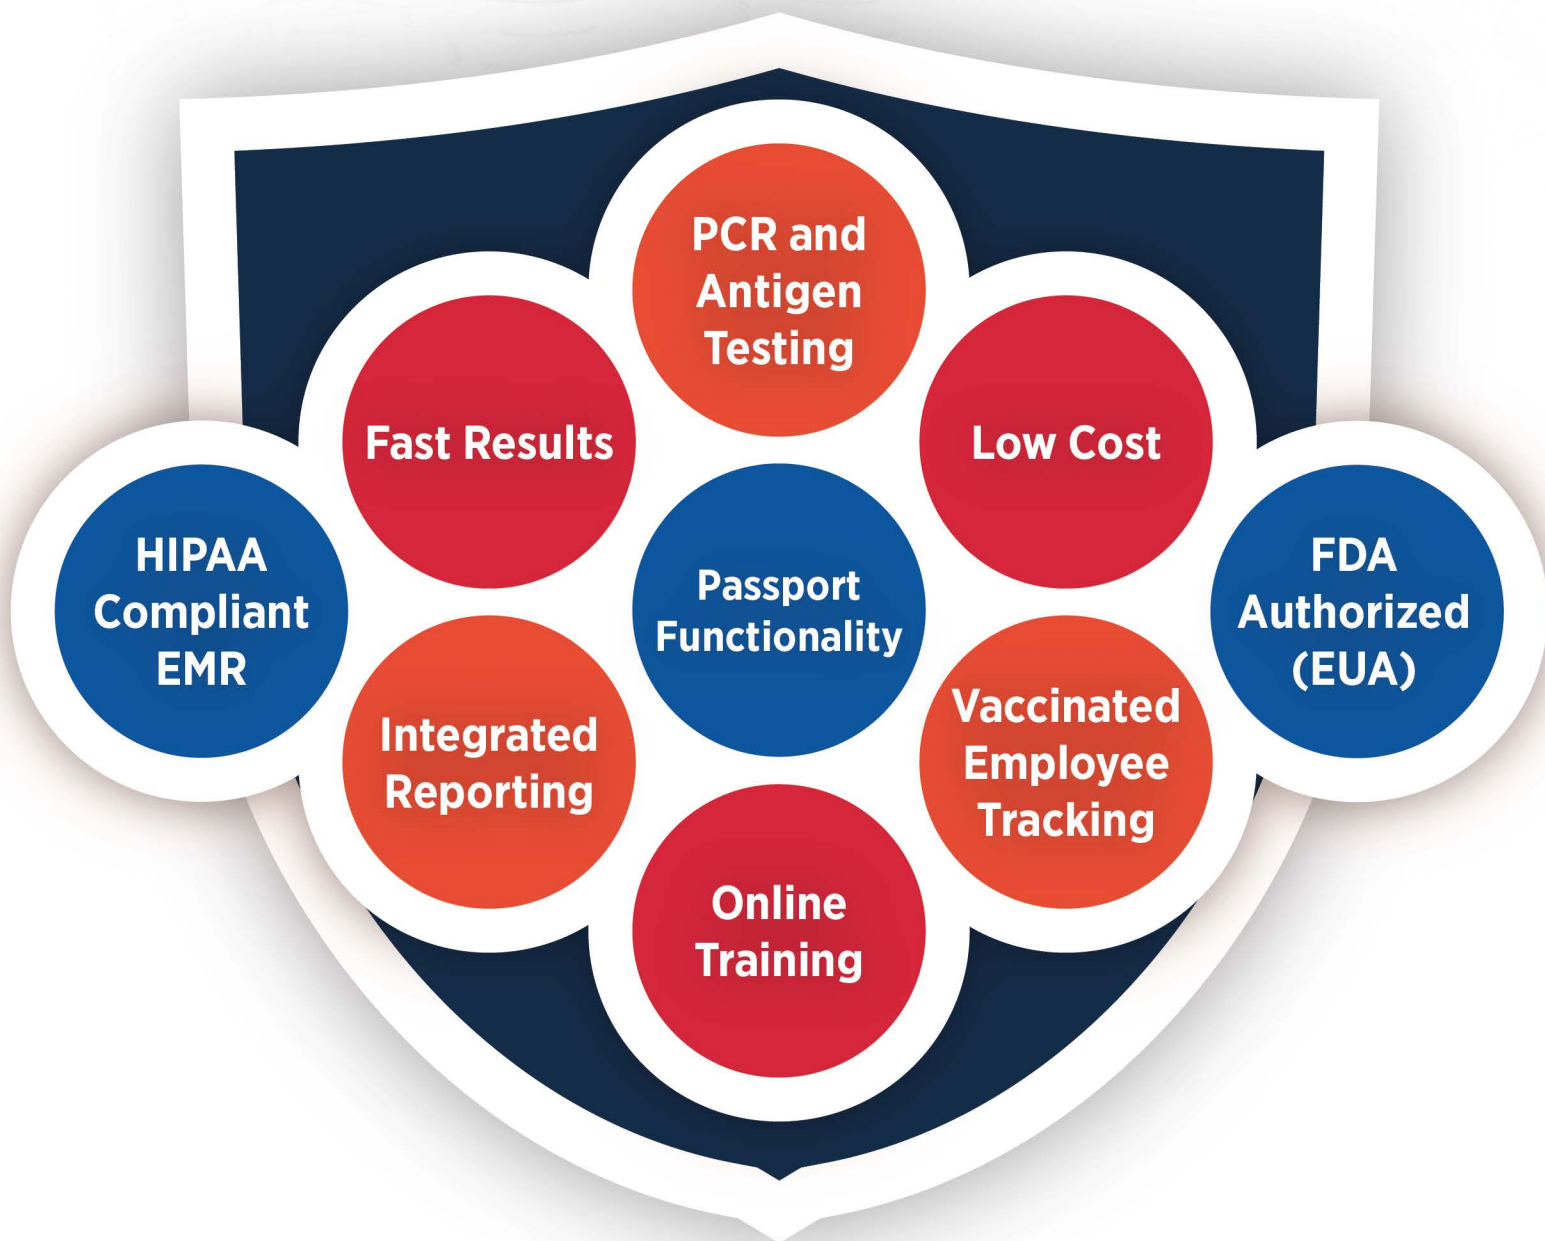 PCR and
Antigen
Testing
Fast Results
Low Cost
HIPAA
Compliant
EMR
Passport
Functionality
FDA
Authorized
(EUA)
Integrated
Reporting
Vaccinated
Employee
Tracking
Online
Training